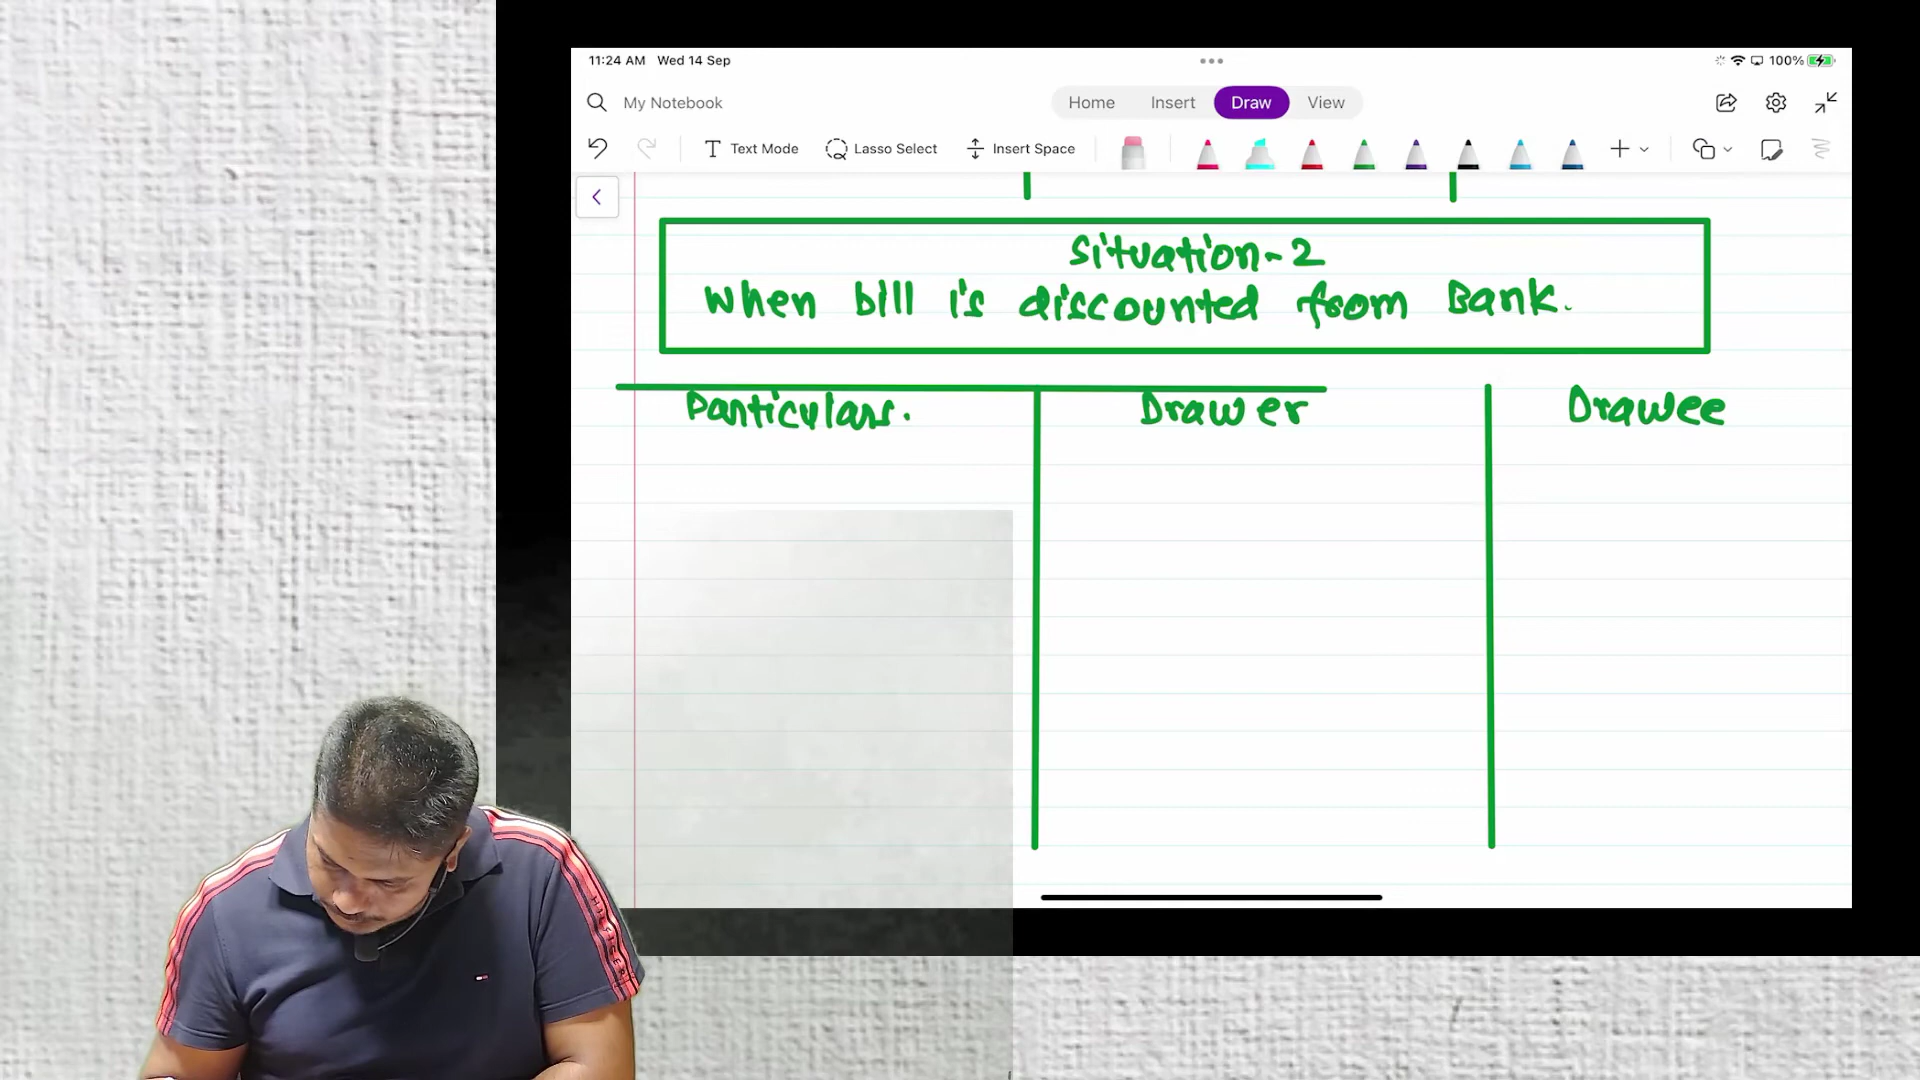 11:24 AM Wed 14 Sep
100%
My Notebook
Home Insert Draw View
Text Mode Lasso Select Insert Space
Situation-2
When bill is discounted from Bank.
Particulars. Drawer Drawee